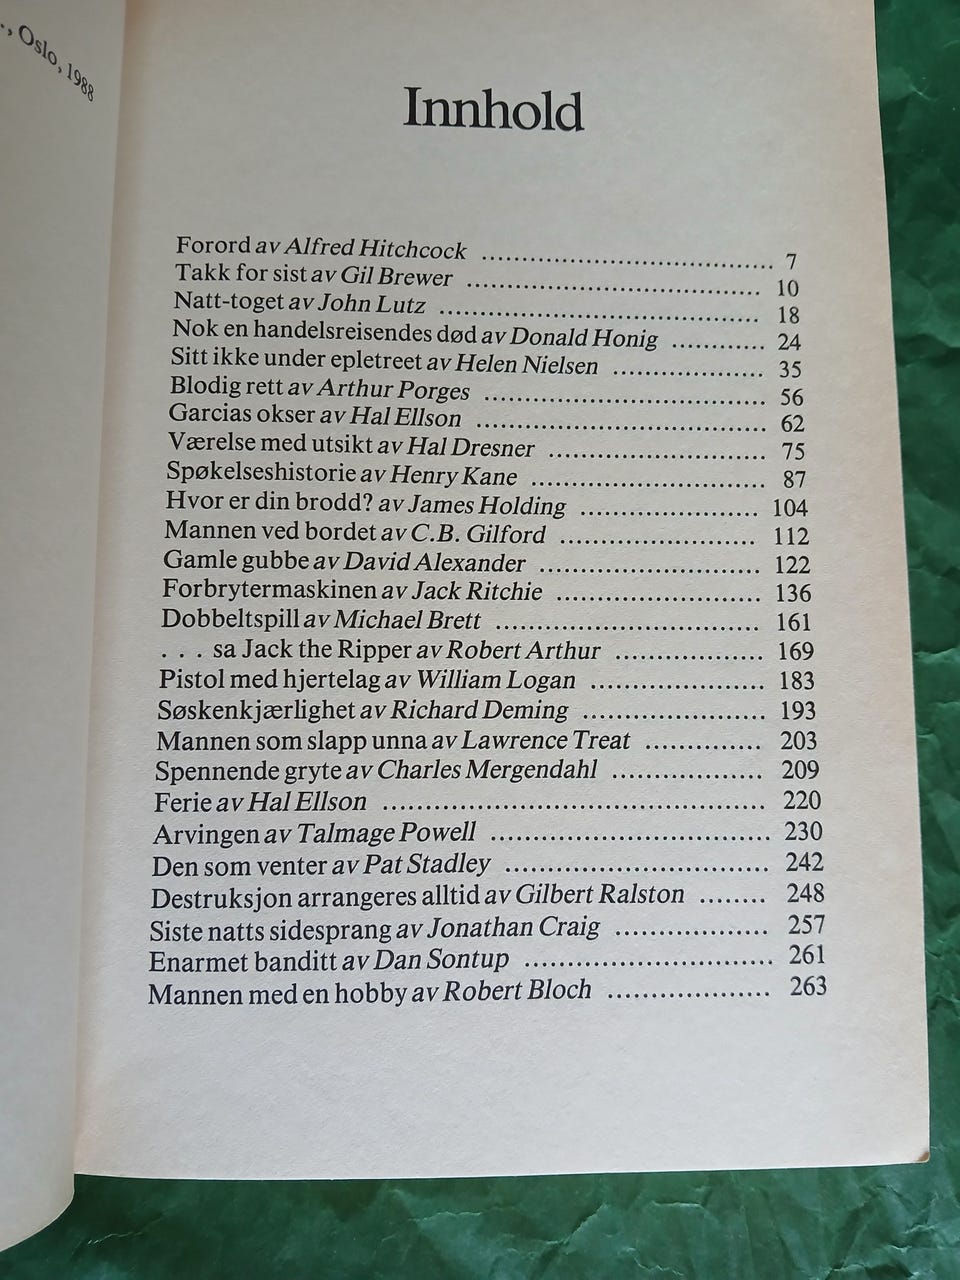 ., Oslo, 1988
Innhold
Forord av Alfred Hitchcock ........................................ 7
Takk for sist av Gil Brewer ........................................ 10
Natt-toget av John Lutz ........................................ 18
Nok en handelsreisendes død av Donald Honig ............ 24
Sitt ikke under epletreet av Helen Nielsen .................... 35
Blodig rett av Arthur Porges ...................................... 56
Garcias okser av Hal Ellson ...................................... 62
Værelse med utsikt av Hal Dresner ............................ 75
Spøkelseshistorie av Henry Kane .............................. 87
Hvor er din brodd? av James Holding ........................ 104
Mannen ved bordet av C.B. Gilford .......................... 112
Gamle gubbe av David Alexander ............................ 122
Forbrytermaskinen av Jack Ritchie .......................... 136
Dobbeltspill av Michael Brett .................................. 161
. . . sa Jack the Ripper av Robert Arthur .................... 169
Pistol med hjertelag av William Logan ...................... 183
Søskenkjærlighet av Richard Deming ........................ 193
Mannen som slapp unna av Lawrence Treat .............. 203
Spennende gryte av Charles Mergendahl .................... 209
Ferie av Hal Ellson .................................................. 220
Arvingen av Talmage Powell .................................... 230
Den som venter av Pat Stadley .................................. 242
Destruksjon arrangeres alltid av Gilbert Ralston ........ 248
Siste natts sidesprang av Jonathan Craig .................... 257
Enarmet banditt av Dan Sontup ................................ 261
Mannen med en hobby av Robert Bloch .................... 263